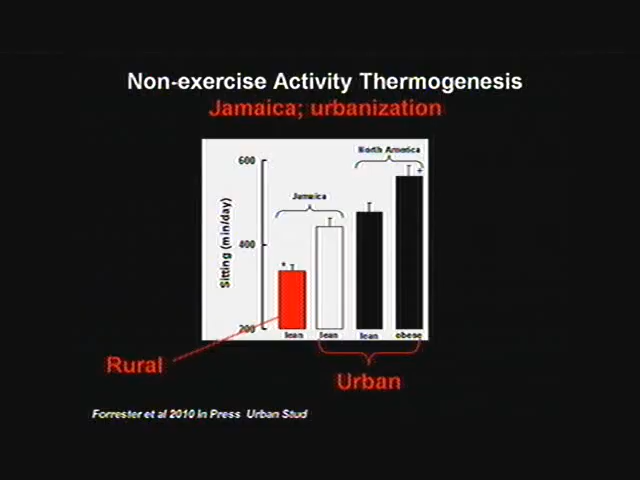 Non-exercise Activity Thermogenesis
Jamaica; urbanization
North America
600
+
Jamaica
Sitting (min/day)
400
*
200
lean lean lean obese
Rural
Urban
Forrester et al 2010 In Press Urban Stud